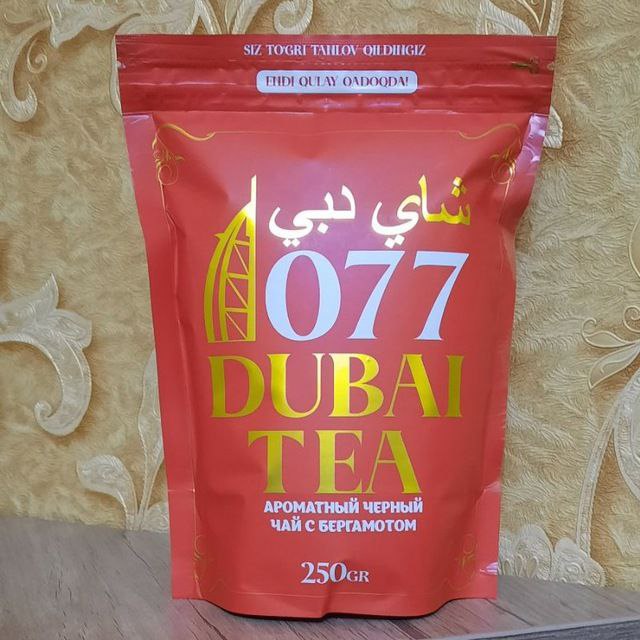 SIZ TO'G'RI TANLOV QILDINGIZ
ENDI QULAY QADOQDA!
شاي دبي
077
DUBAI
TEA
АРОМАТНЫЙ ЧЕРНЫЙ
ЧАЙ С БЕРГАМОТОМ
250GR